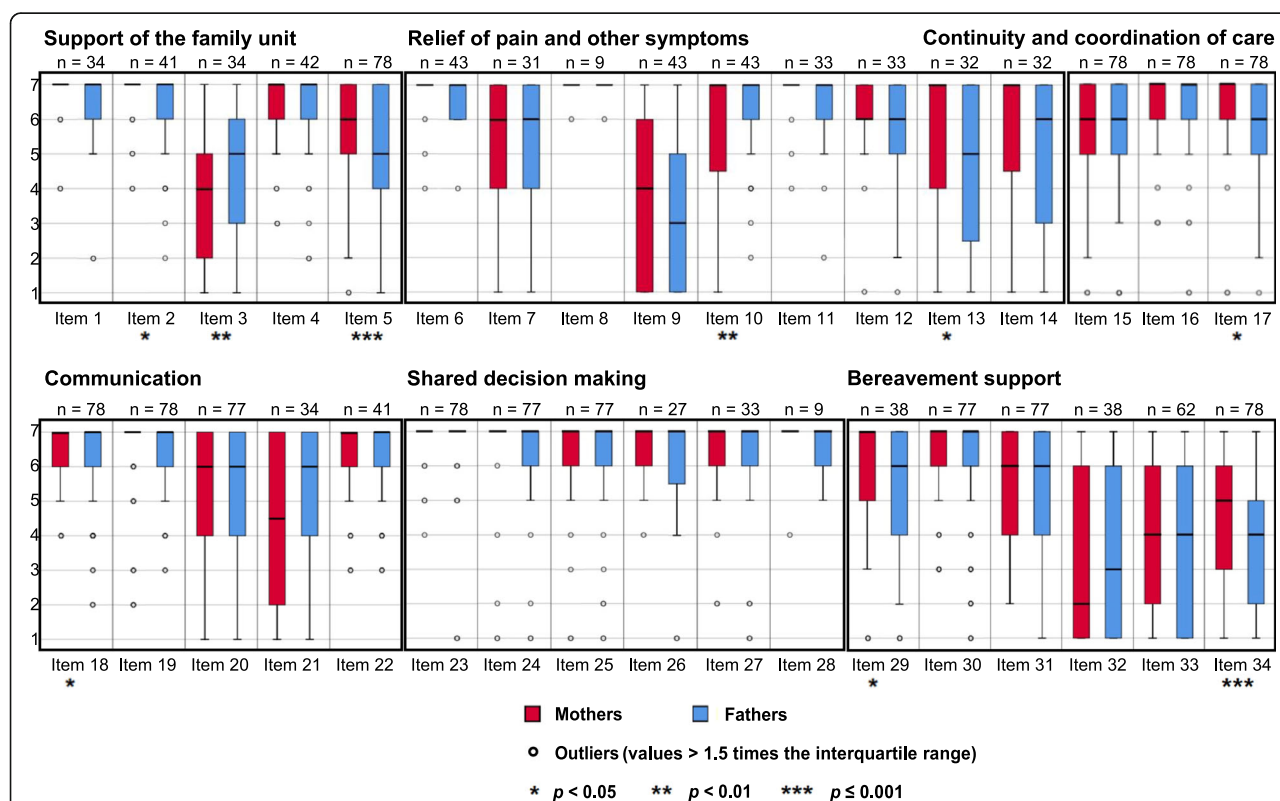 Support of the family unit Relief of pain and other symptoms Continuity and coordination of care
n = 34 n = 41 n = 34 n = 42 n = 78 n = 43 n = 31 n = 9 n = 43 n = 43 n = 33 n = 33 n = 32 n = 32 n = 78 n = 78 n = 78
7
6
5
4
3
2
1
Item 1 Item 2 Item 3 Item 4 Item 5 Item 6 Item 7 Item 8 Item 9 Item 10 Item 11 Item 12 Item 13 Item 14 Item 15 Item 16 Item 17
* ** *** ** * *
Communication Shared decision making Bereavement support
n = 78 n = 78 n = 77 n = 34 n = 41 n = 78 n = 77 n = 77 n = 27 n = 33 n = 9 n = 38 n = 77 n = 77 n = 38 n = 62 n = 78
7
6
5
4
3
2
1
Item 18 Item 19 Item 20 Item 21 Item 22 Item 23 Item 24 Item 25 Item 26 Item 27 Item 28 Item 29 Item 30 Item 31 Item 32 Item 33 Item 34
* * ***
Mothers Fathers
Outliers (values > 1.5 times the interquartile range)
* p < 0.05 ** p < 0.01 *** p ≤ 0.001